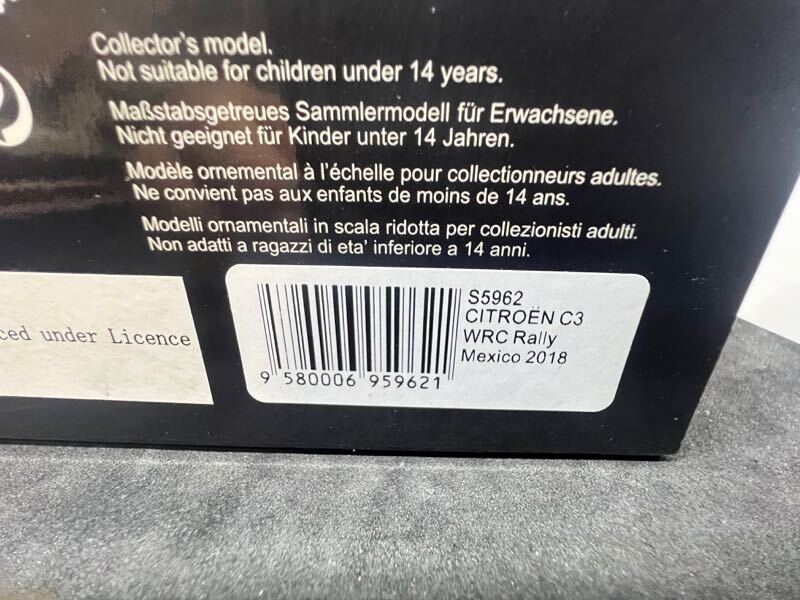 Collector's model.
Not suitable for children under 14 years.
Maßstabsgetreues Sammlermodell für Erwachsene.
Nicht geeignet für Kinder unter 14 Jahren.
Modèle ornemental à l'échelle pour collectionneurs adultes.
Ne convient pas aux enfants de moins de 14 ans.
Modelli ornamentali in scala ridotta per collezionisti adulti.
Non adatti a ragazzi di eta' inferiore a 14 anni.
under Licence
S5962
CITROËN C3
WRC Rally
Mexico 2018
9 580006 959621